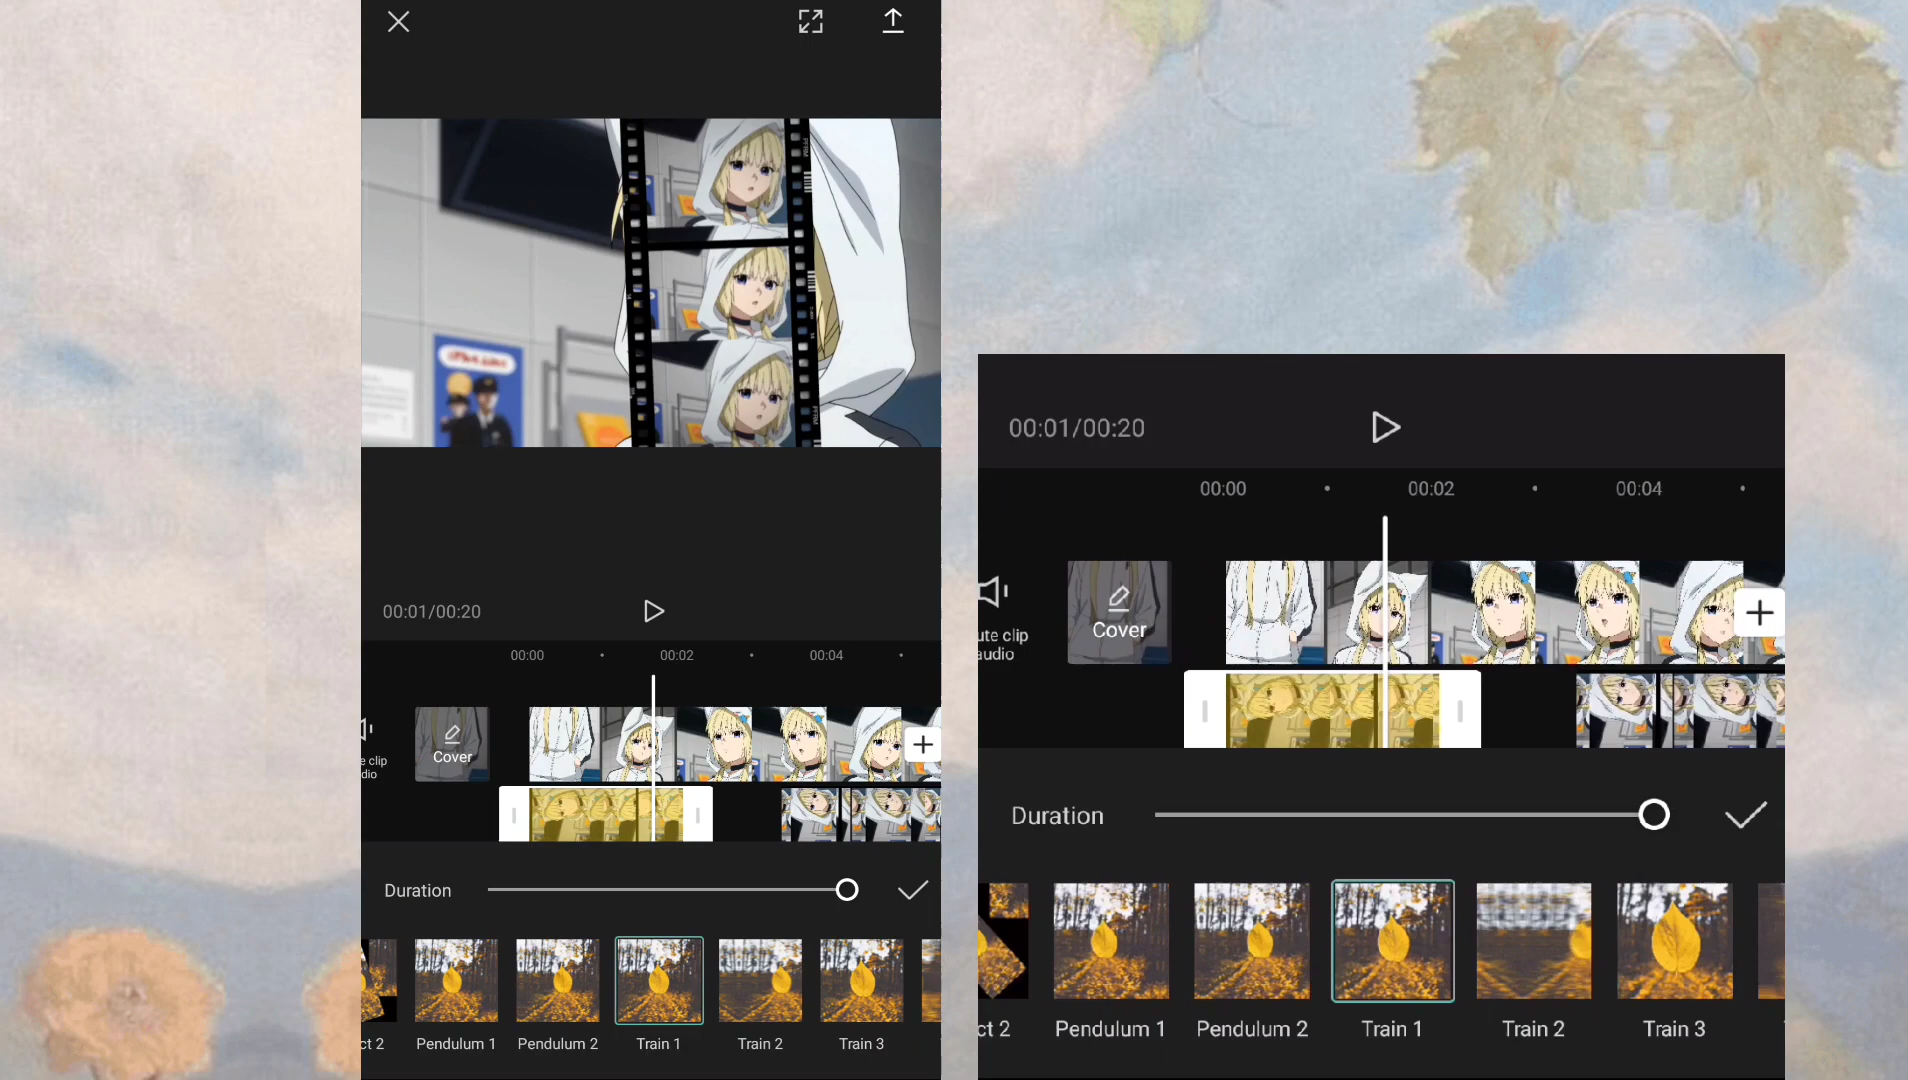 00:01/00:20
00:00
00:02
00:04
e clip
dio
Cover
Duration
ct 2
Pendulum 1
Pendulum 2
Train 1
Train 2
Train 3
00:01/00:20
00:00
00:02
00:04
ute clip
audio
Cover
Duration
ct 2
Pendulum 1
Pendulum 2
Train 1
Train 2
Train 3